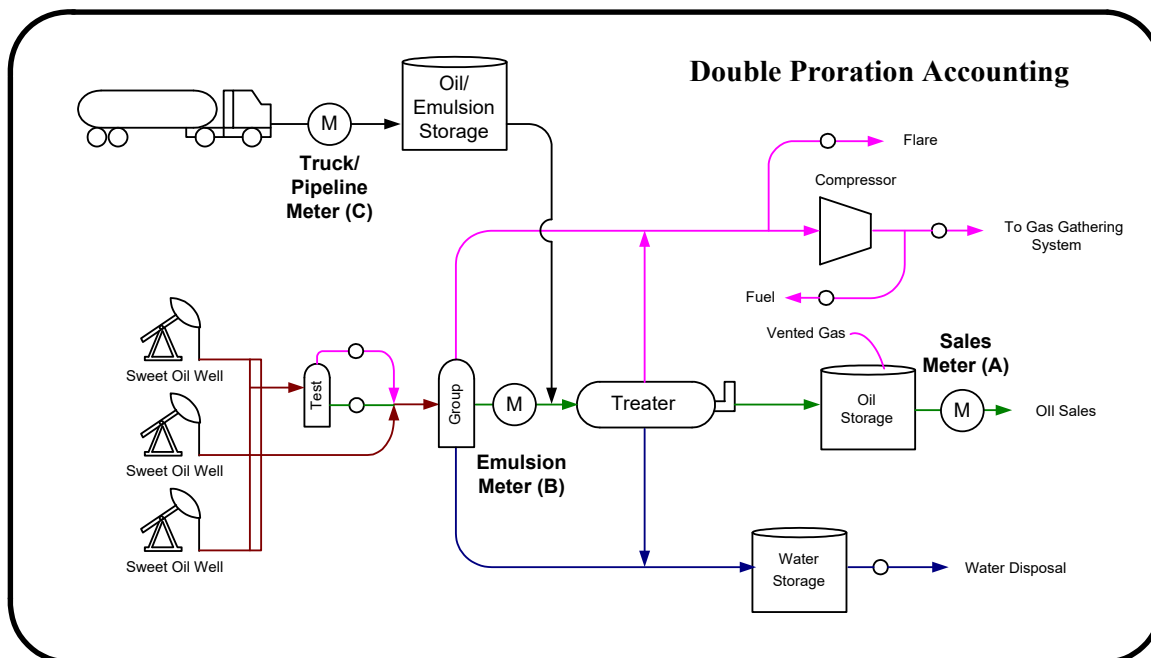 Double Proration Accounting
Oil/
Emulsion
Storage
M
Truck/
Pipeline
Meter (C)
Flare
Compressor
To Gas Gathering
System
Fuel
Vented Gas
Sales
Meter (A)
Sweet Oil Well
Test
Group
M
Treater
Oil
Storage
M
OIl Sales
Sweet Oil Well
Emulsion
Meter (B)
Sweet Oil Well
Water
Storage
Water Disposal